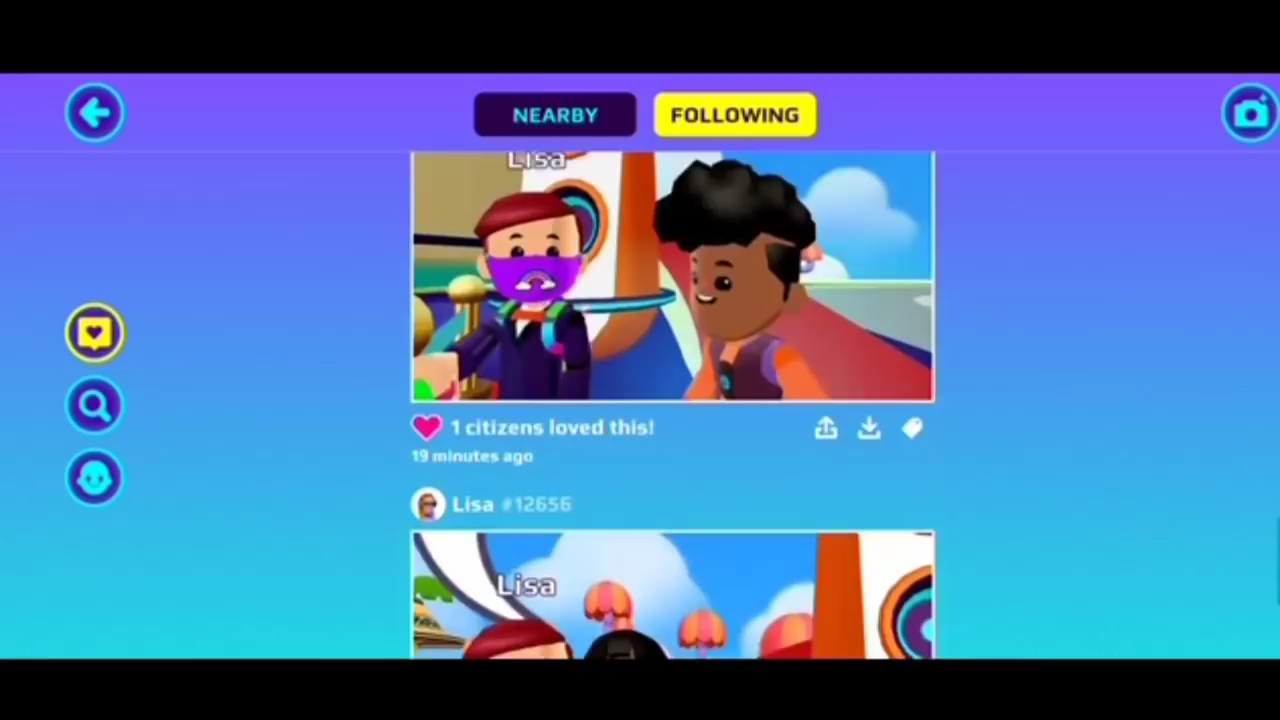 NEARBY
FOLLOWING
Lisa
1 citizens loved this!
19 minutes ago
Lisa #12656
Lisa